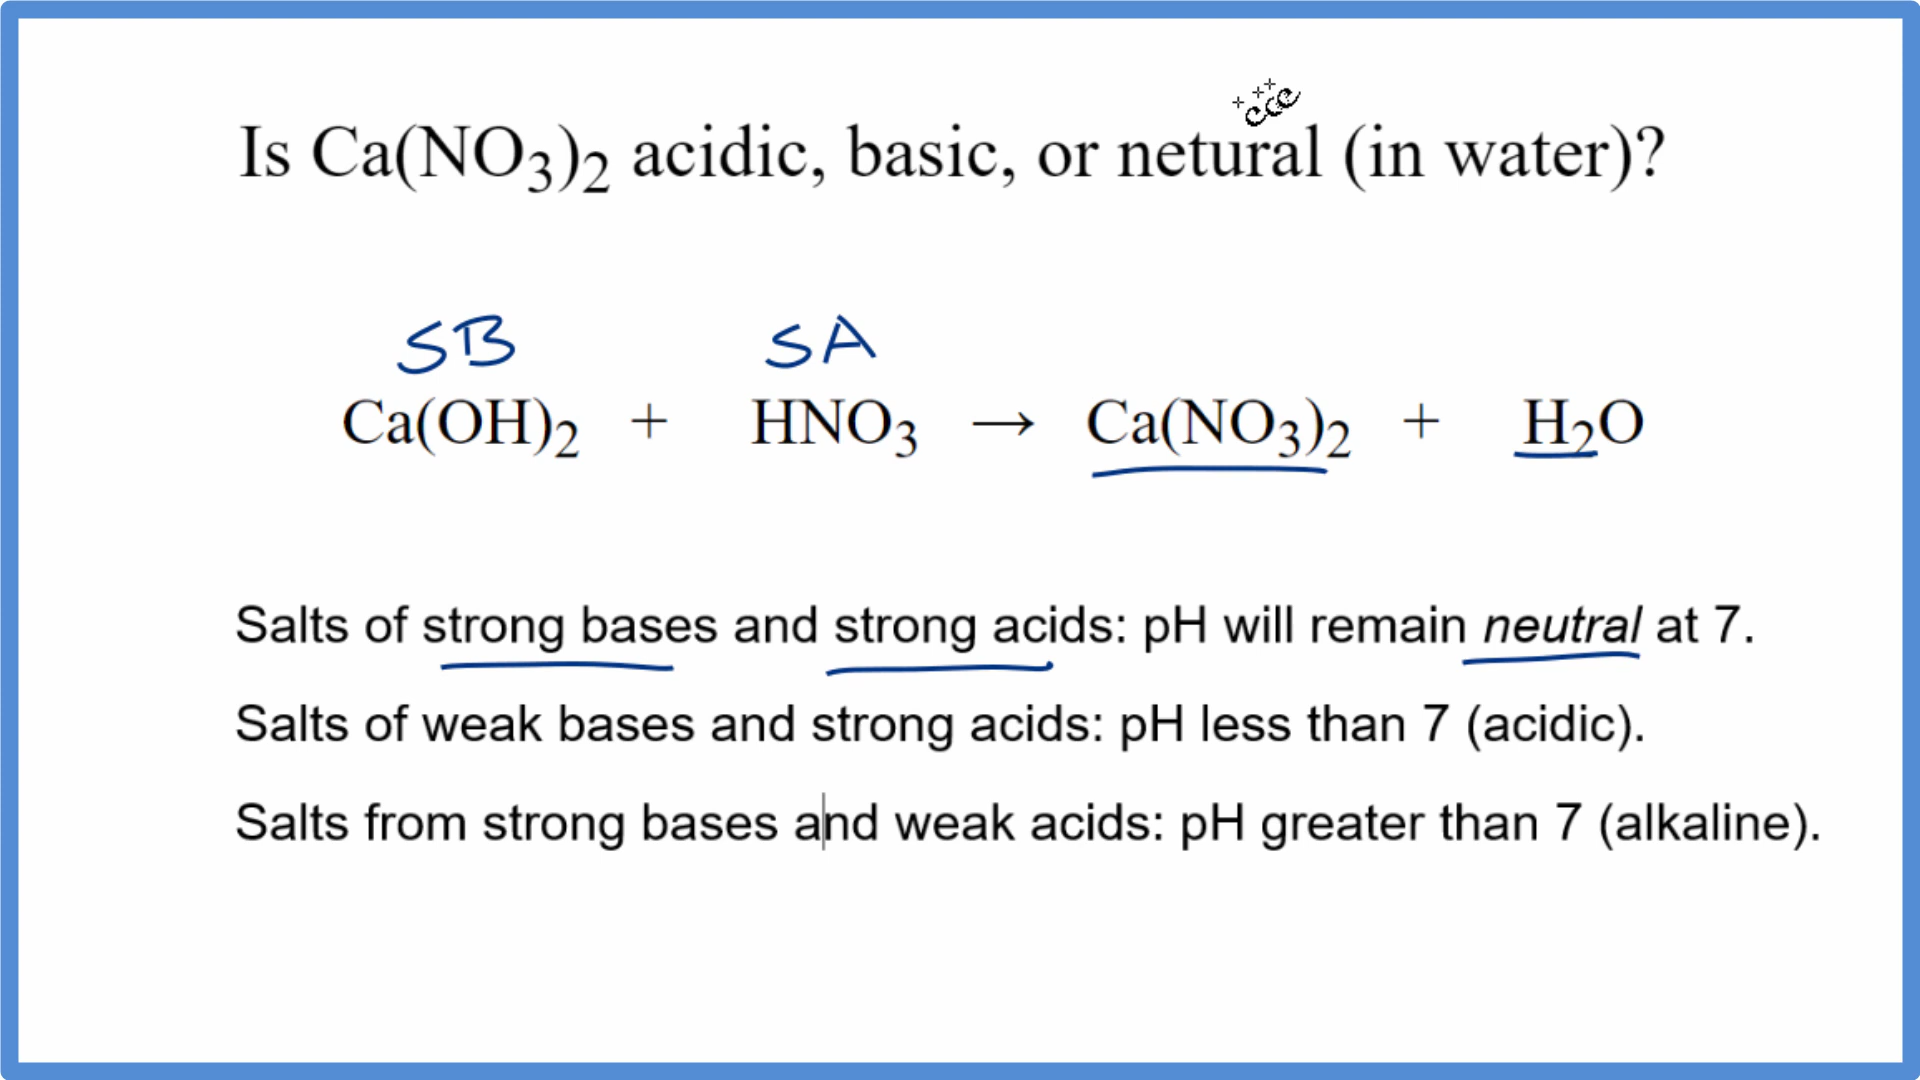 Is Ca(NO₃)₂ acidic, basic, or netural (in water)?
SB SA
Ca(OH)₂ + HNO₃ → Ca(NO₃)₂ + H₂O
Salts of strong bases and strong acids: pH will remain neutral at 7.
Salts of weak bases and strong acids: pH less than 7 (acidic).
Salts from strong bases and weak acids: pH greater than 7 (alkaline).